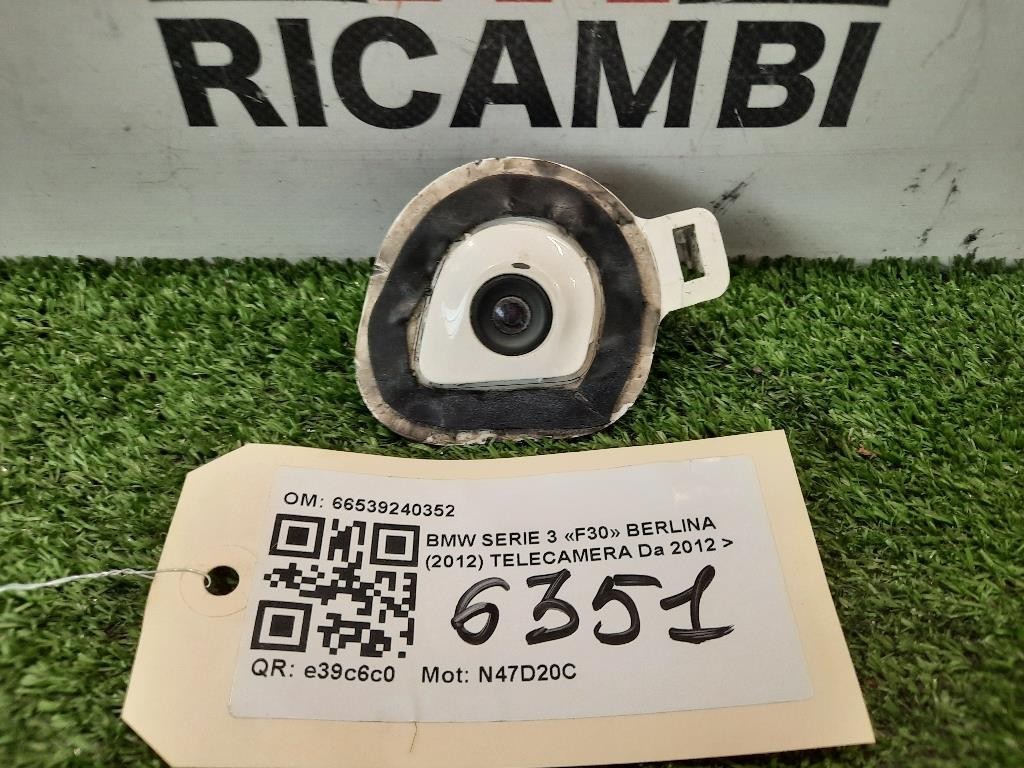 RICAMBI
OM: 66539240352
BMW SERIE 3 «F30» BERLINA
(2012) TELECAMERA Da 2012 >
6351
QR: e39c6c0 Mot: N47D20C